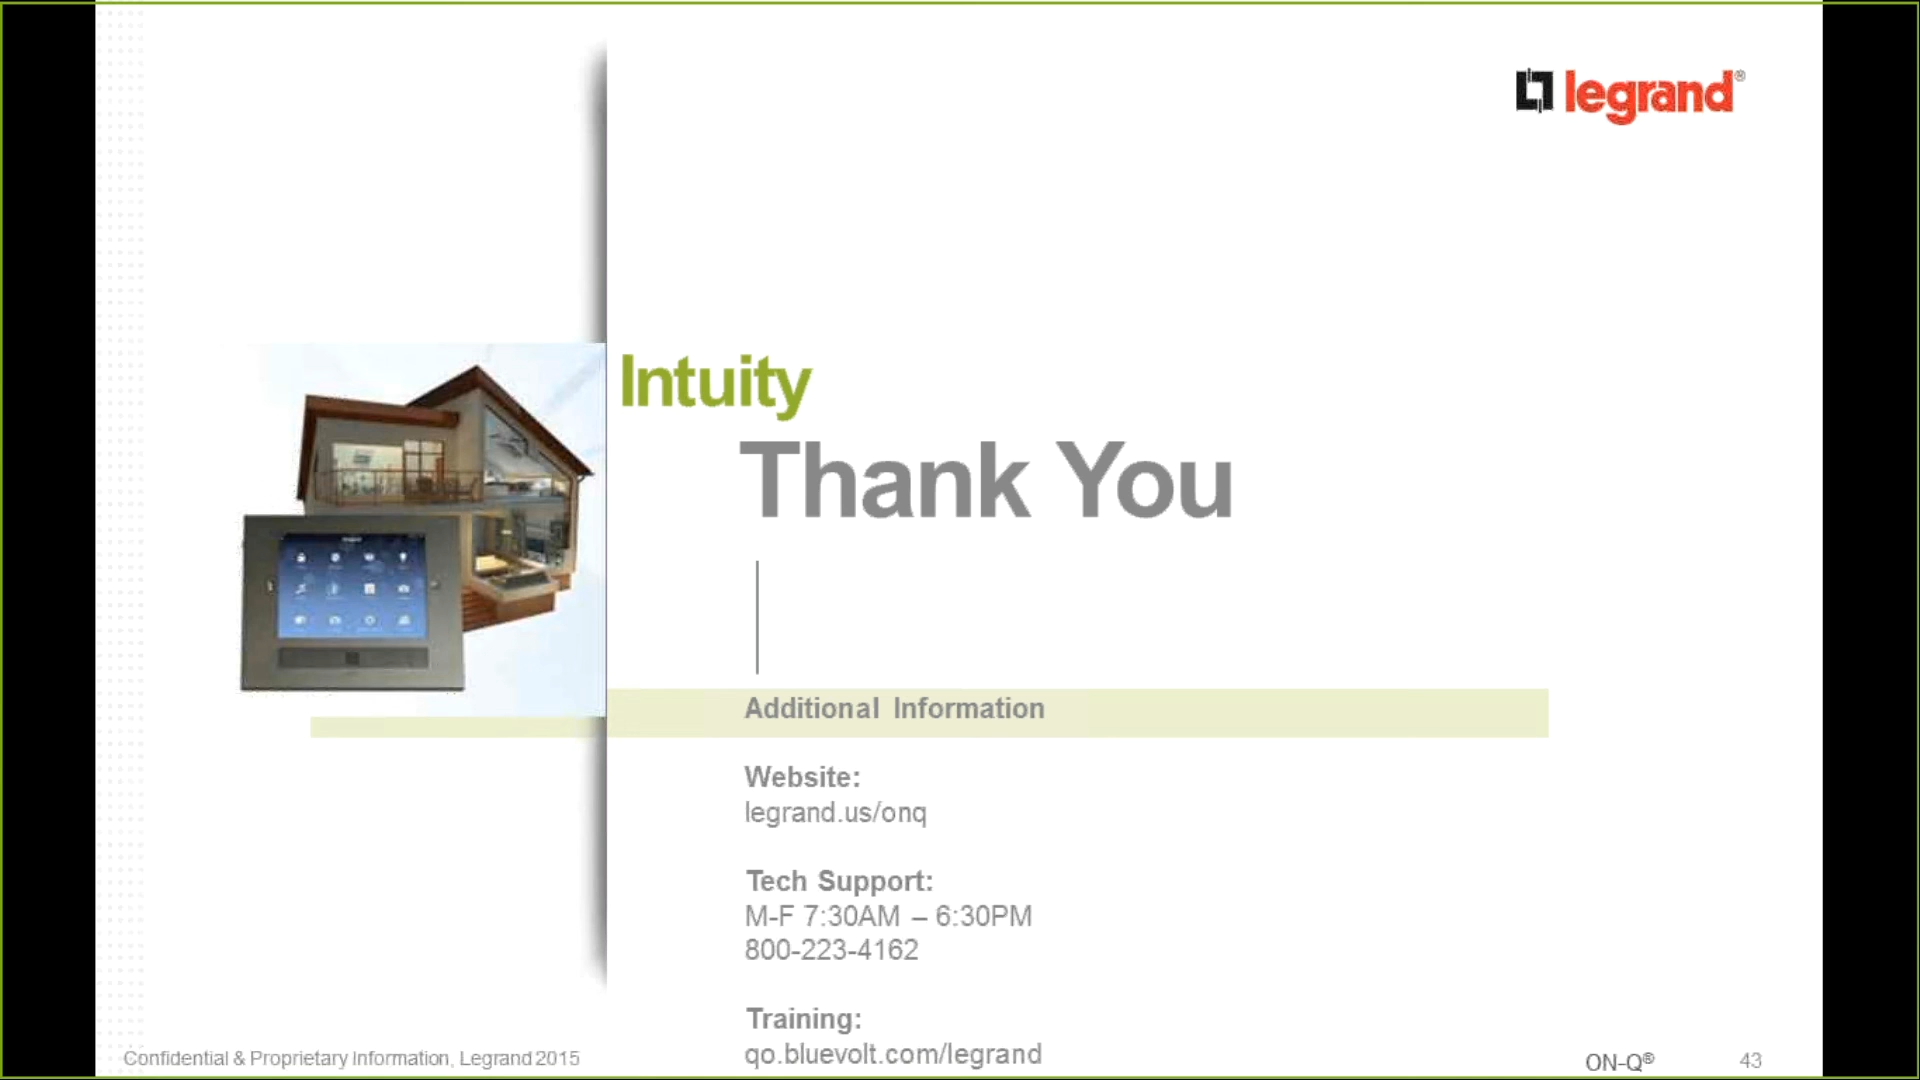 legrand®
Intuity
Thank You
Additional Information
Website:
legrand.us/onq
Tech Support:
M-F 7:30AM – 6:30PM
800-223-4162
Training:
qo.bluevolt.com/legrand
Confidential & Proprietary Information, Legrand 2015
ON-Q®
43